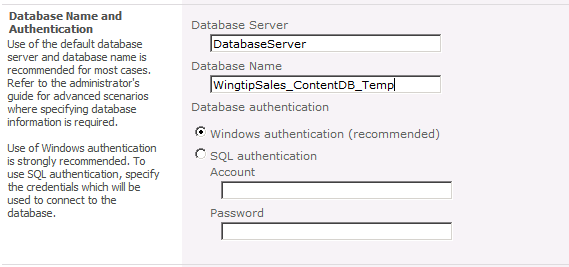 Database Name and
Authentication
Use of the default database
server and database name is
recommended for most cases.
Refer to the administrator's
guide for advanced scenarios
where specifying database
information is required.
Use of Windows authentication
is strongly recommended. To
use SQL authentication, specify
the credentials which will be
used to connect to the
database.
Database Server
DatabaseServer
Database Name
WingtipSales_ContentDB_Temp
Database authentication
Windows authentication (recommended)
SQL authentication
Account
Password